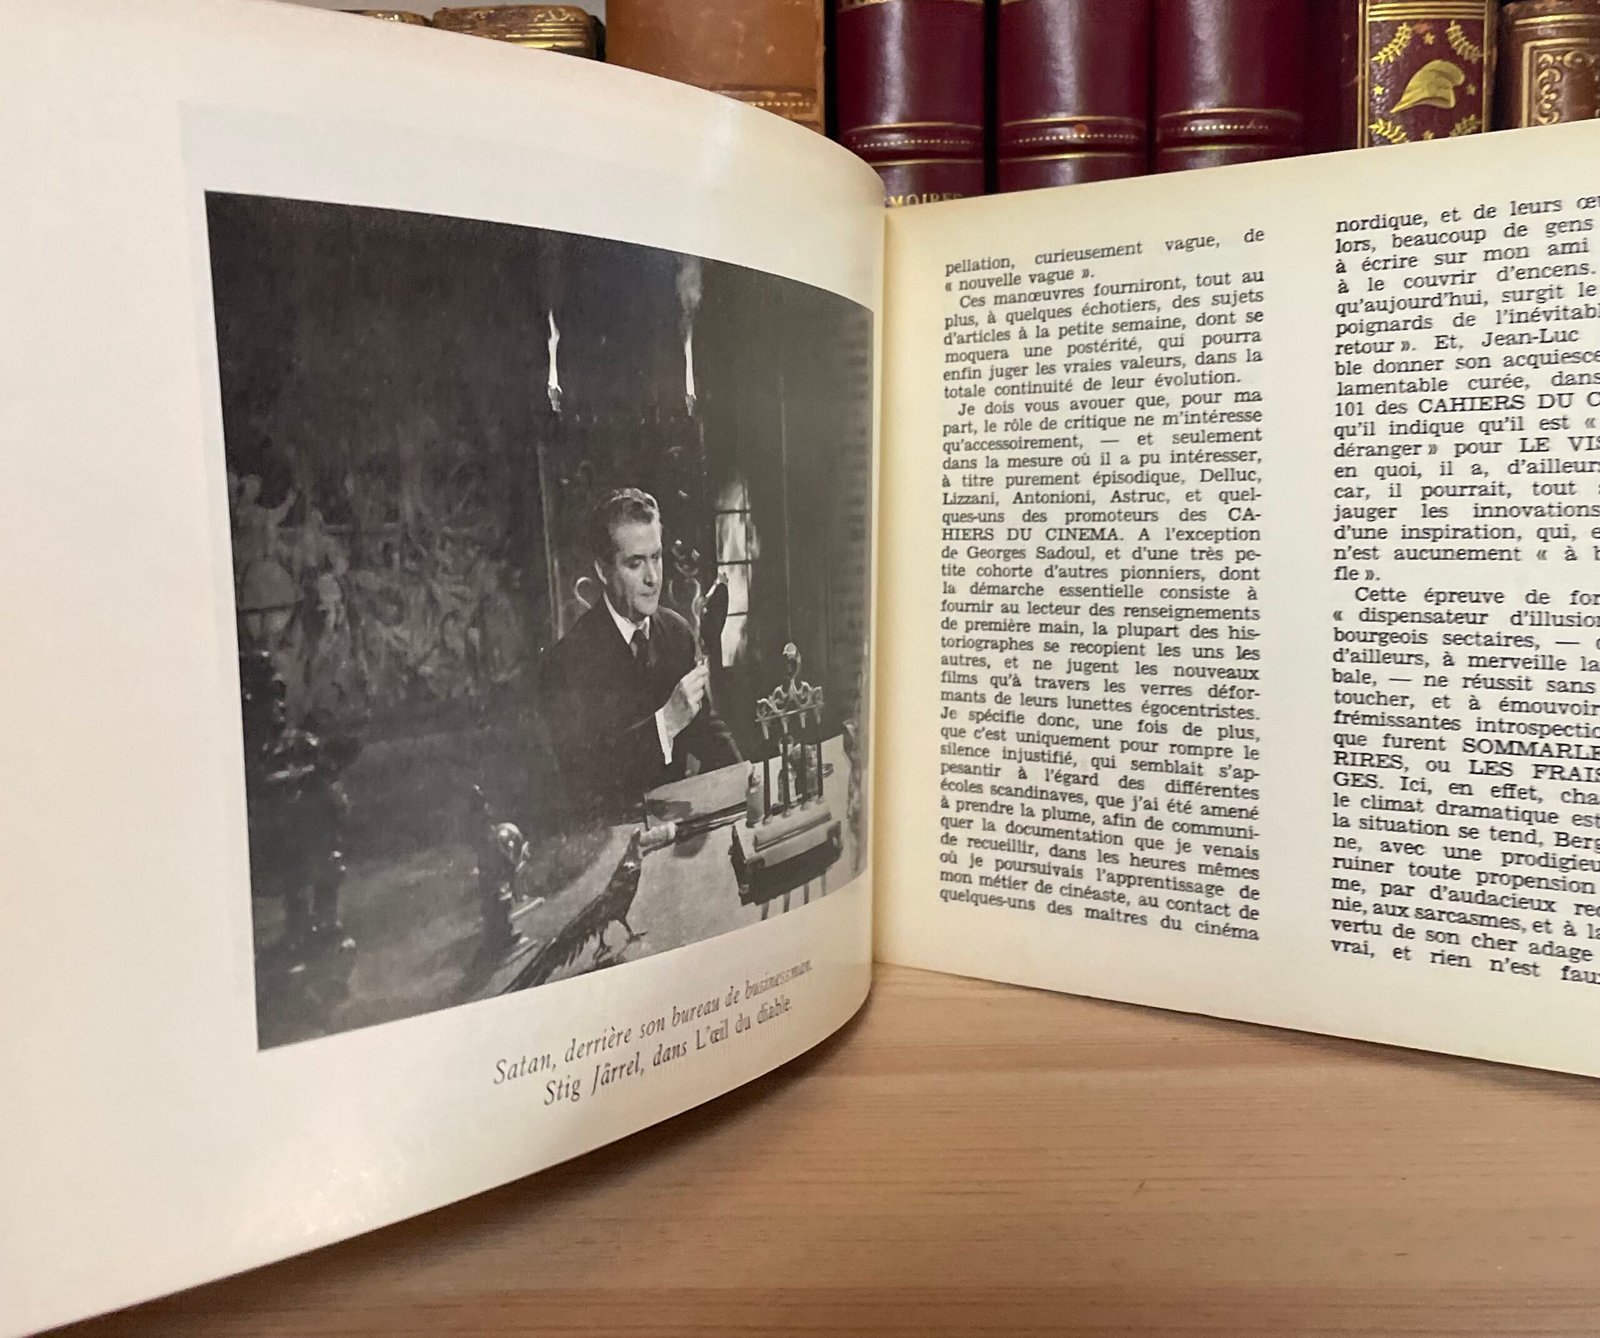 MOIRES
Satan, derrière son bureau de businessman.
Stig Järrel, dans L'œil du diable.
pellation, curieusement vague, de
« nouvelle vague ».
Ces manœuvres fourniront, tout au
plus, à quelques échotiers, des sujets
d'articles à la petite semaine, dont se
moquera une postérité, qui pourra
enfin juger les vraies valeurs, dans la
totale continuité de leur évolution.
Je dois vous avouer que, pour ma
part, le rôle de critique ne m'intéresse
qu'accessoirement, — et seulement
dans la mesure où il a pu intéresser,
à titre purement épisodique, Delluc,
Lizzani, Antonioni, Astruc, et quel-
ques-uns des promoteurs des CA-
HIERS DU CINEMA. A l'exception
de Georges Sadoul, et d'une très pe-
tite cohorte d'autres pionniers, dont
la démarche essentielle consiste à
fournir au lecteur des renseignements
de première main, la plupart des his-
toriographes se recopient les uns les
autres, et ne jugent les nouveaux
films qu'à travers les verres défor-
mants de leurs lunettes égocentristes.
Je spécifie donc, une fois de plus,
que c'est uniquement pour rompre le
silence injustifié, qui semblait s'ap-
pesantir à l'égard des différentes
écoles scandinaves, que j'ai été amené
à prendre la plume, afin de communi-
quer la documentation que je venais
de recueillir, dans les heures mêmes
où je poursuivais l'apprentissage de
mon métier de cinéaste, au contact de
quelques-uns des maîtres du cinéma
nordique, et de leurs œu
lors, beaucoup de gens
à écrire sur mon ami
à le couvrir d'encens.
qu'aujourd'hui, surgit le
poignards de l'inévitabl
retour ». Et, Jean-Luc
ble donner son acquiesce
lamentable curée, dans
101 des CAHIERS DU C
qu'il indique qu'il est «
déranger » pour LE VIS
en quoi, il a, d'ailleurs
car, il pourrait, tout
jauger les innovations
d'une inspiration, qui, e
n'est aucunement « à b
fle ».
Cette épreuve de for
« dispensateur d'illusion
bourgeois sectaires, —
d'ailleurs, à merveille la
bale, — ne réussit sans
toucher, et à émouvoir
frémissantes introspectio
que furent SOMMARLE
RIRES, ou LES FRAIS
GES. Ici, en effet, cha
le climat dramatique est
la situation se tend, Berg
ne, avec une prodigieu
ruiner toute propension
me, par d'audacieux rec
nie, aux sarcasmes, et à la
vertu de son cher adage
vrai, et rien n'est faux